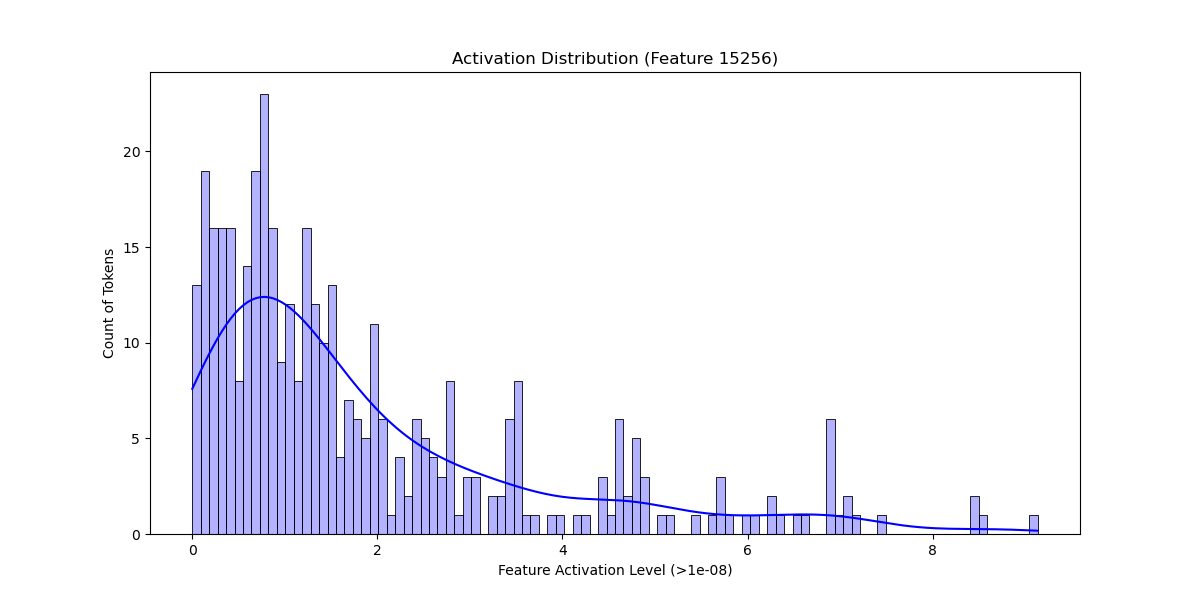 Activation Distribution (Feature 15256)
Count of Tokens
20
15
10
5
0
0 2 4 6 8
Feature Activation Level (>1e-08)